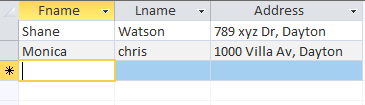 Fname Lname Address
Shane Watson 789 xyz Dr, Dayton
Monica chris 1000 Villa Av, Dayton